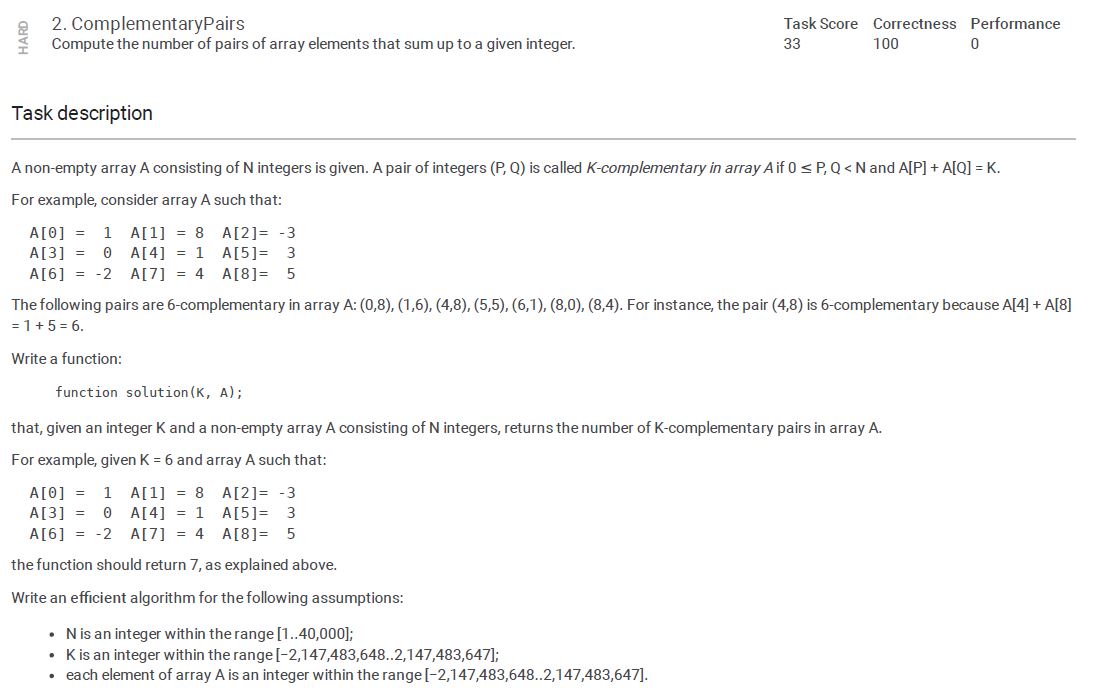 HARD
2. ComplementaryPairs
Compute the number of pairs of array elements that sum up to a given integer.
Task Score Correctness Performance
33 100 0
Task description
A non-empty array A consisting of N integers is given. A pair of integers (P, Q) is called K-complementary in array A if 0 ≤ P, Q < N and A[P] + A[Q] = K.
For example, consider array A such that:
A[0] = 1 A[1] = 8 A[2]= -3
A[3] = 0 A[4] = 1 A[5]= 3
A[6] = -2 A[7] = 4 A[8]= 5
The following pairs are 6-complementary in array A: (0,8), (1,6), (4,8), (5,5), (6,1), (8,0), (8,4). For instance, the pair (4,8) is 6-complementary because A[4] + A[8]
= 1 + 5 = 6.
Write a function:
function solution(K, A);
that, given an integer K and a non-empty array A consisting of N integers, returns the number of K-complementary pairs in array A.
For example, given K = 6 and array A such that:
A[0] = 1 A[1] = 8 A[2]= -3
A[3] = 0 A[4] = 1 A[5]= 3
A[6] = -2 A[7] = 4 A[8]= 5
the function should return 7, as explained above.
Write an efficient algorithm for the following assumptions:
• N is an integer within the range [1..40,000];
• K is an integer within the range [−2,147,483,648..2,147,483,647];
• each element of array A is an integer within the range [−2,147,483,648..2,147,483,647].